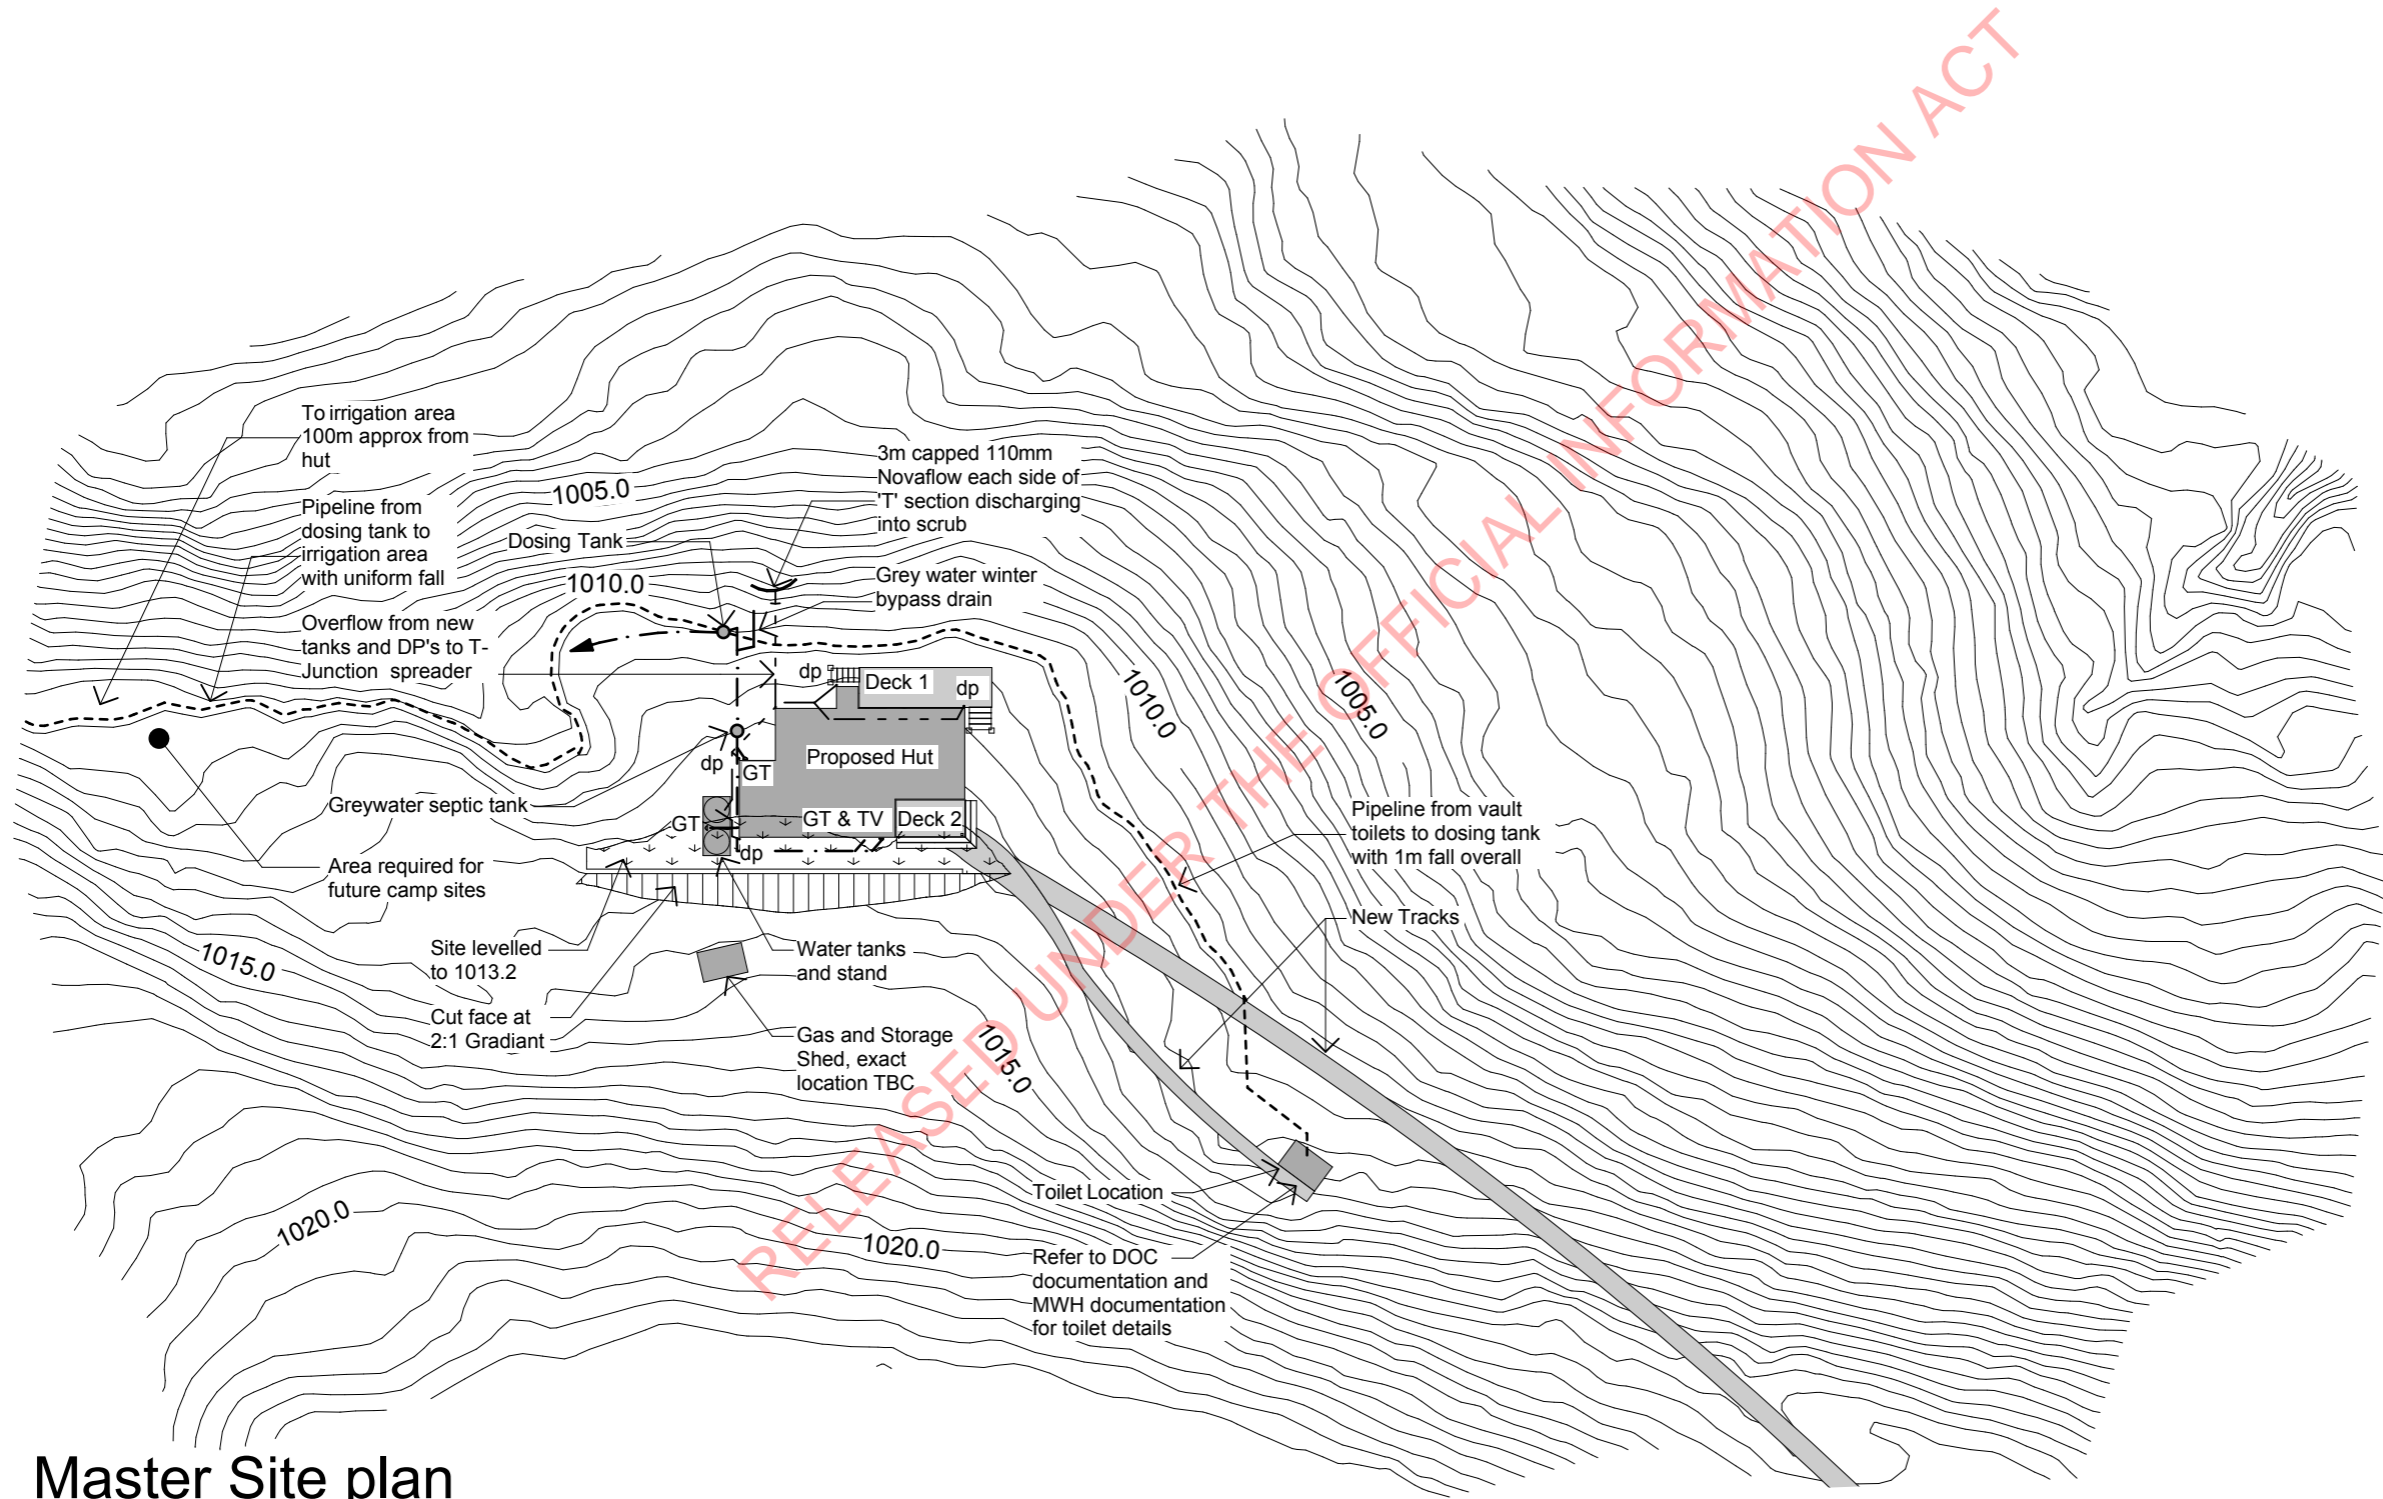 RELEASED UNDER THE OFFICIAL INFORMATION ACT
To irrigation area
100m approx from
hut
Pipeline from
dosing tank to
irrigation area
with uniform fall
Overflow from new
tanks and DP's to T-
Junction spreader
1005.0
Dosing Tank
1010.0
3m capped 110mm
Novaflow each side of
'T' section discharging
into scrub
Grey water winter
bypass drain
dp
Deck 1
dp
1010.0
1005.0
dp
GT
Proposed Hut
Greywater septic tank
GT
GT & TV
Deck 2
dp
Pipeline from vault
toilets to dosing tank
with 1m fall overall
Area required for
future camp sites
New Tracks
1015.0
Site levelled
to 1013.2
Water tanks
and stand
Cut face at
2:1 Gradiant
Gas and Storage
Shed, exact
location TBC
1015.0
Toilet Location
1020.0
1020.0
Refer to DOC
documentation and
MWH documentation
for toilet details
Master Site plan